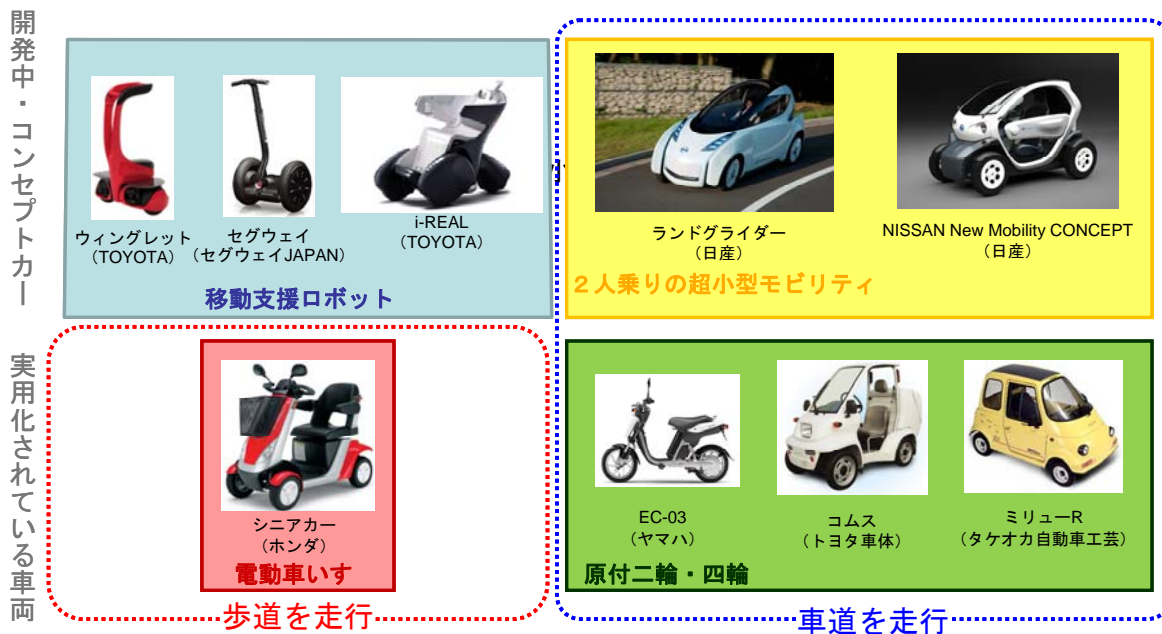 開発中・コンセプトカー
ウィングレット
（TOYOTA）
セグウェイ
（セグウェイJAPAN）
i-REAL
（TOYOTA）
移動支援ロボット
ランドグライダー
（日産）
NISSAN New Mobility CONCEPT
（日産）
２人乗りの超小型モビリティ
実用化されている車両
シニアカー
（ホンダ）
電動車いす
歩道を走行
EC-03
（ヤマハ）
コムス
（トヨタ車体）
ミリューR
（タケオカ自動車工芸）
原付二輪・四輪
車道を走行